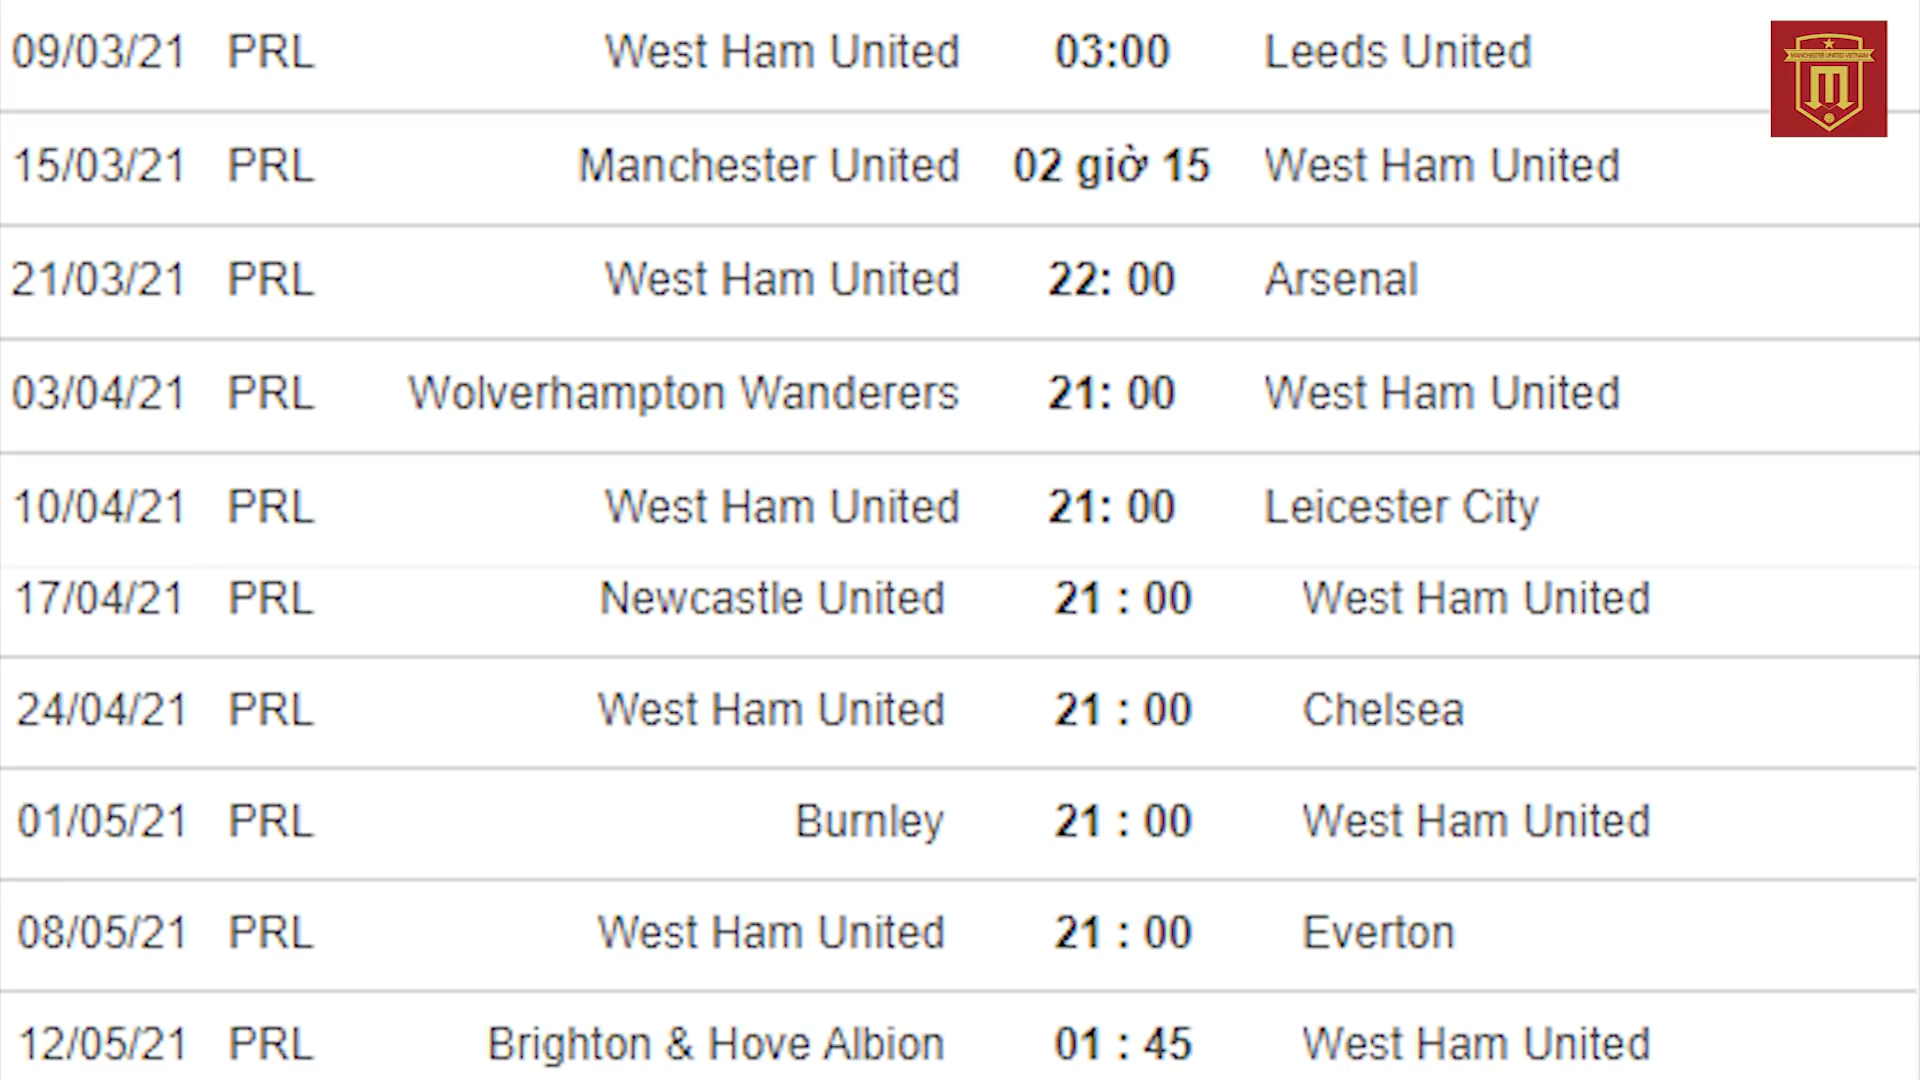 09/03/21 PRL West Ham United 03:00 Leeds United
MANCHESTER UNITED VIETNAM
M
15/03/21 PRL Manchester United 02 giờ 15 West Ham United
21/03/21 PRL West Ham United 22: 00 Arsenal
03/04/21 PRL Wolverhampton Wanderers 21: 00 West Ham United
10/04/21 PRL West Ham United 21: 00 Leicester City
17/04/21 PRL Newcastle United 21 : 00 West Ham United
24/04/21 PRL West Ham United 21 : 00 Chelsea
01/05/21 PRL Burnley 21 : 00 West Ham United
08/05/21 PRL West Ham United 21 : 00 Everton
12/05/21 PRL Brighton & Hove Albion 01 : 45 West Ham United